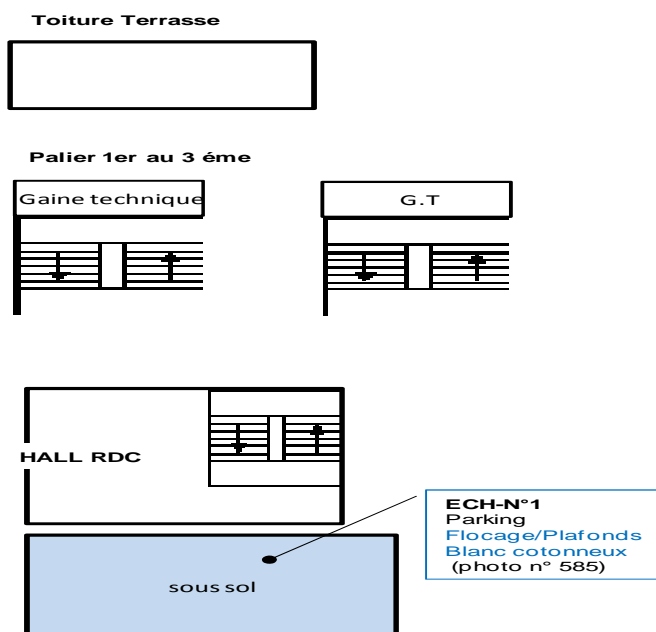 Toiture Terrasse
Palier 1er au 3 éme
Gaine technique
G.T
HALL RDC
ECH-N°1
Parking
Flocage/Plafonds
Blanc cotonneux
(photo n° 585)
sous sol